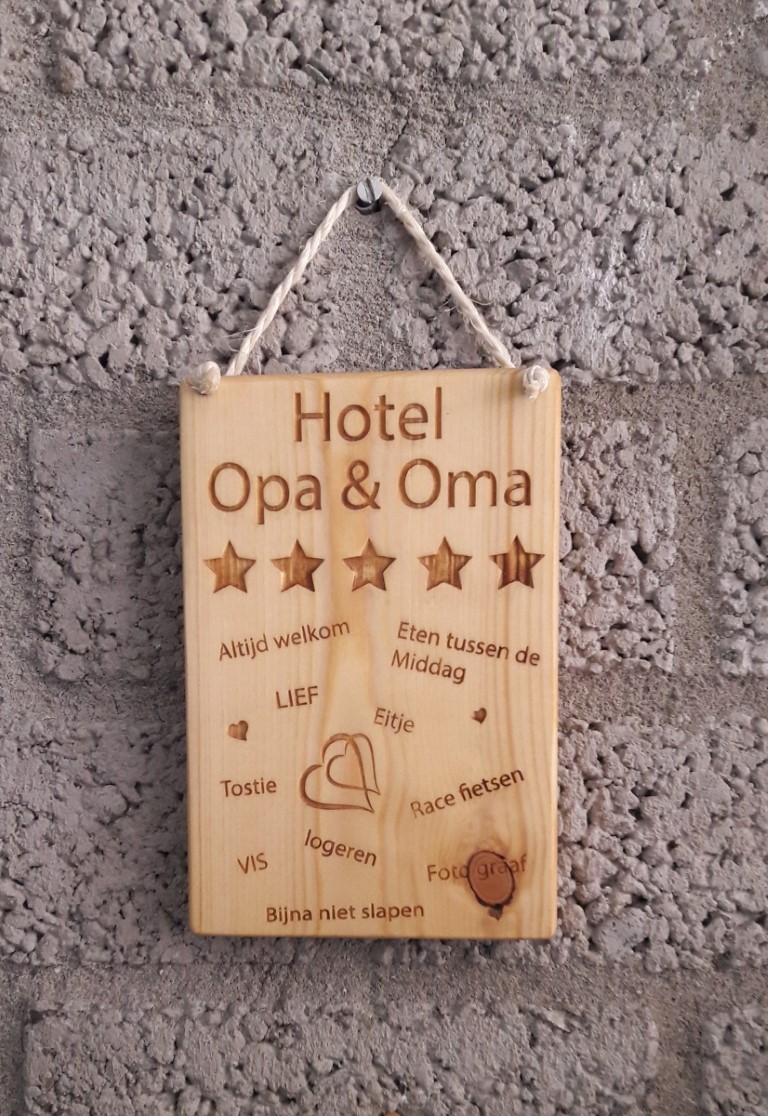 Hotel
Opa & Oma
Altijd welkom
Eten tussen de
Middag
LIEF
Eitje
Tostie
Race fietsen
logeren
VIS
Foto graaf
Bijna niet slapen